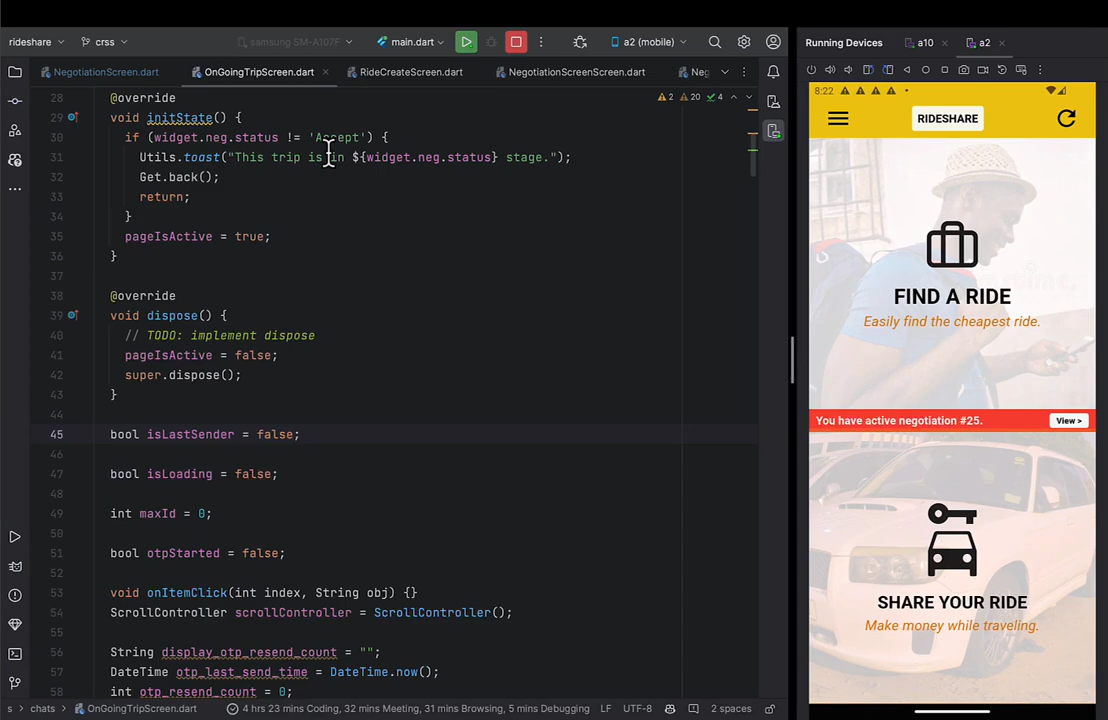 rideshare
crss
samsung SM-A107F
main.dart
a2 (mobile)
Running Devices
a10
a2
NegotiationScreen.dart
OnGoingTripScreen.dart
RideCreateScreen.dart
NegotiationScreenScreen.dart
Neg
28 @override
2 20 4
29 void initState() {
30 if (widget.neg.status != 'Accept') {
31 Utils.toast("This trip is in ${widget.neg.status} stage.");
32 Get.back();
33 return;
34 }
35 pageIsActive = true;
36 }
37
38 @override
39 void dispose() {
40 // TODO: implement dispose
41 pageIsActive = false;
42 super.dispose();
43 }
44
45 bool isLastSender = false;
46
47 bool isLoading = false;
48
49 int maxId = 0;
50
51 bool otpStarted = false;
52
53 void onItemClick(int index, String obj) {}
54 ScrollController scrollController = ScrollController();
55
56 String display_otp_resend_count = "";
57 DateTime otp_last_send_time = DateTime.now();
58 int otp_resend_count = 0;
s > chats > OnGoingTripScreen.dart
4 hrs 23 mins Coding, 32 mins Meeting, 31 mins Browsing, 5 mins Debugging
LF UTF-8 2 spaces
8:22
RIDESHARE
FIND A RIDE
Easily find the cheapest ride.
You have active negotiation #25.
View >
SHARE YOUR RIDE
Make money while traveling.